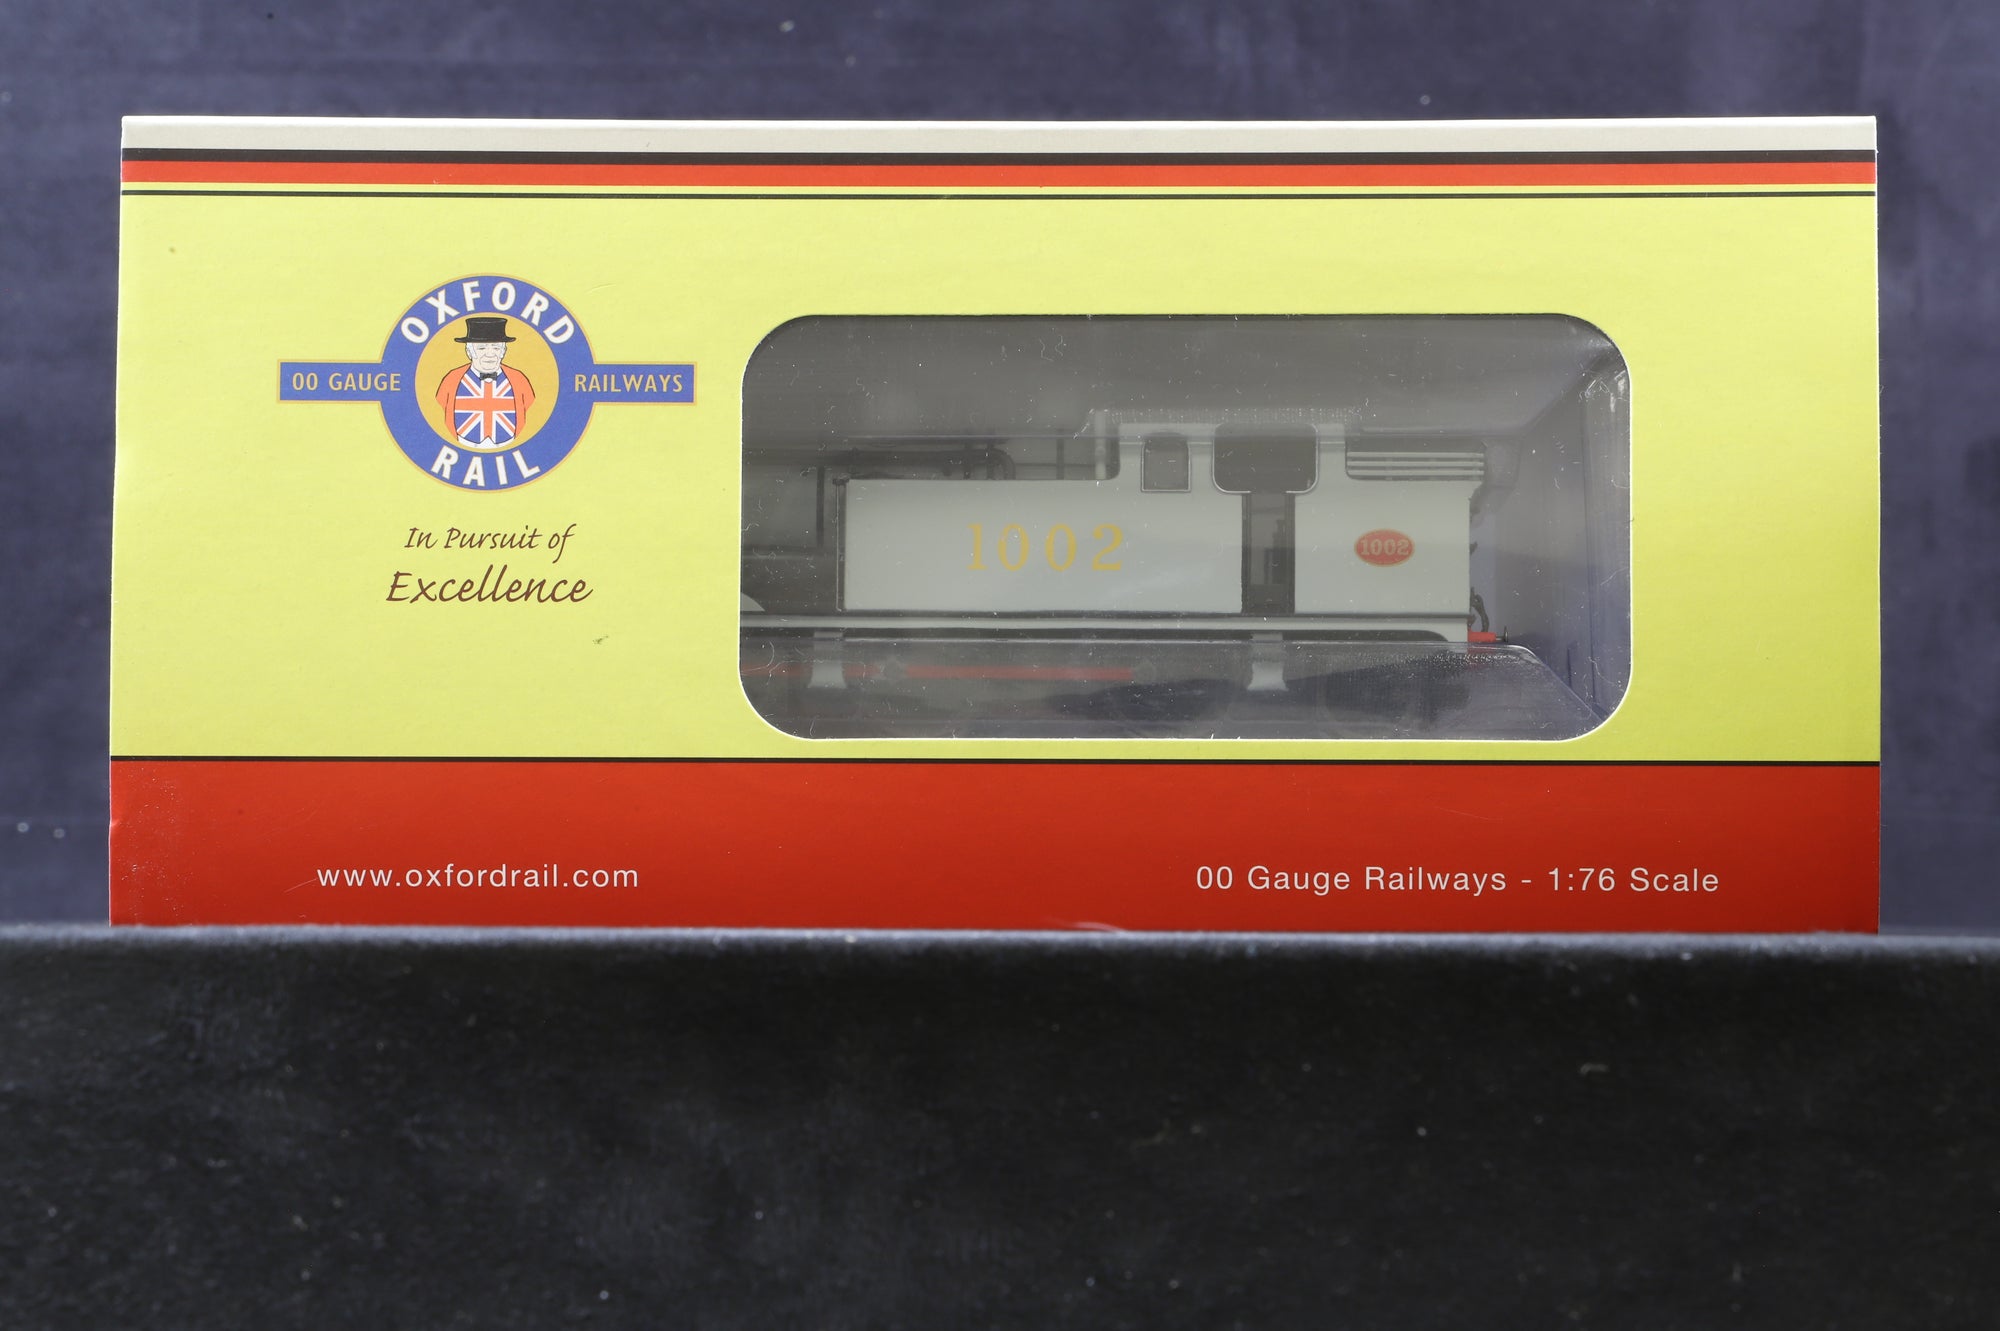 OXFORD
00 GAUGE RAILWAYS
RAIL
In Pursuit of
Excellence
1002
1002
www.oxfordrail.com
00 Gauge Railways - 1:76 Scale